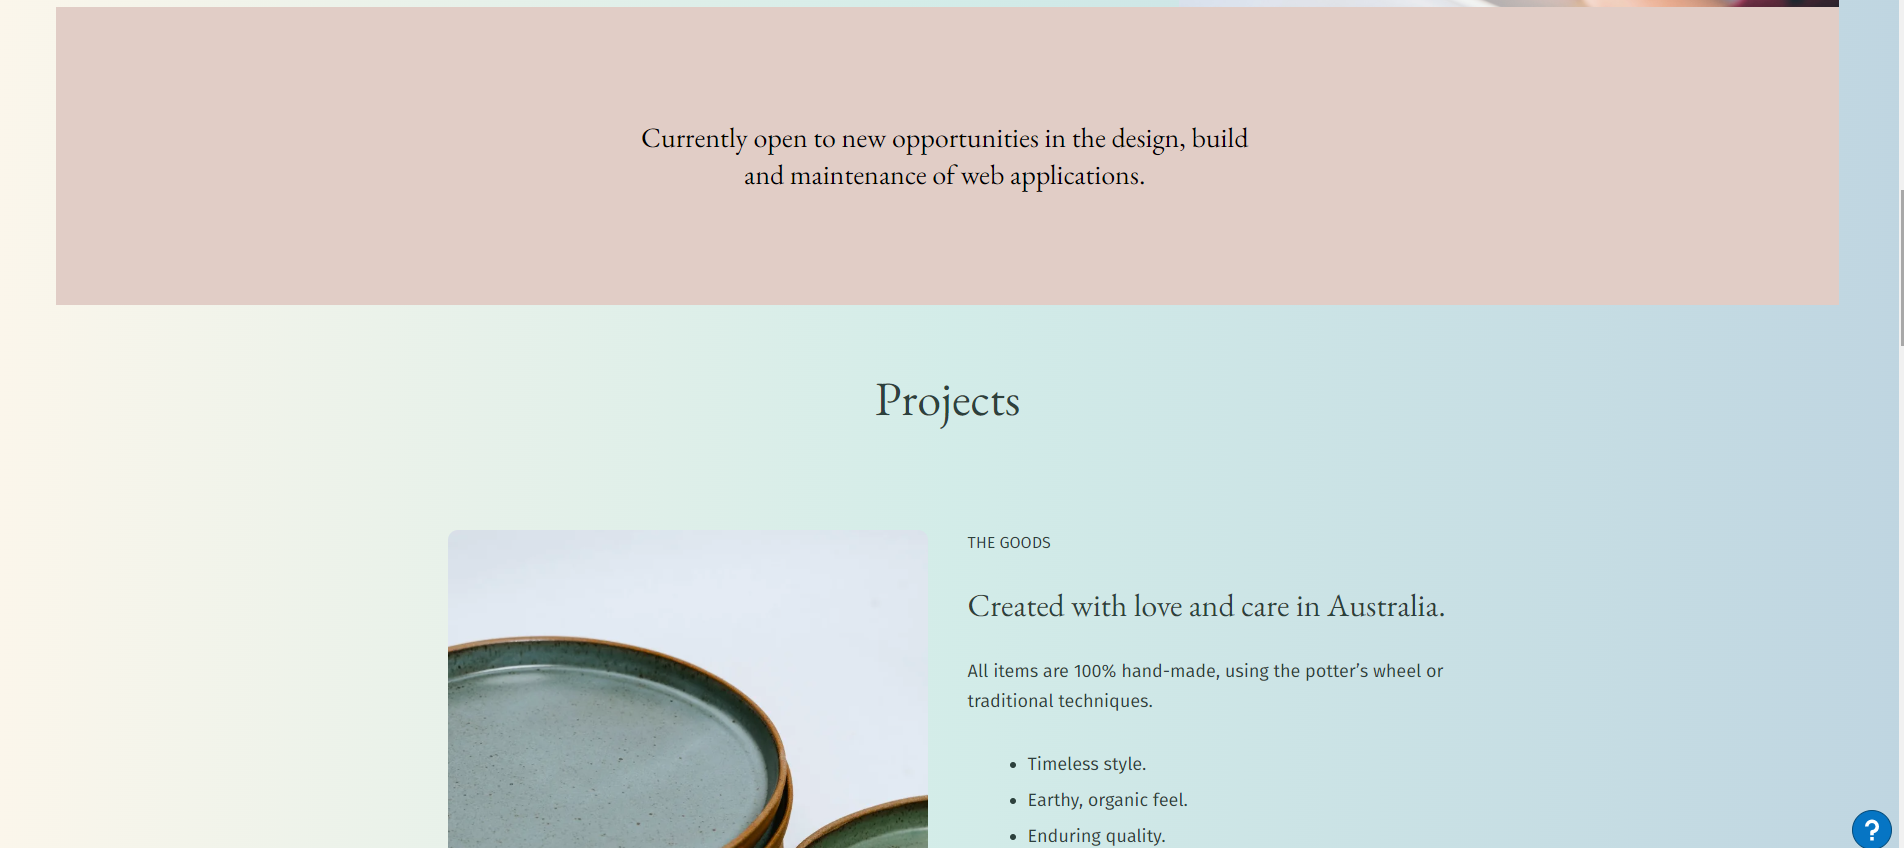 Currently open to new opportunities in the design, build
and maintenance of web applications.
Projects
THE GOODS
Created with love and care in Australia.
All items are 100% hand-made, using the potter’s wheel or
traditional techniques.
• Timeless style.
• Earthy, organic feel.
• Enduring quality.
?